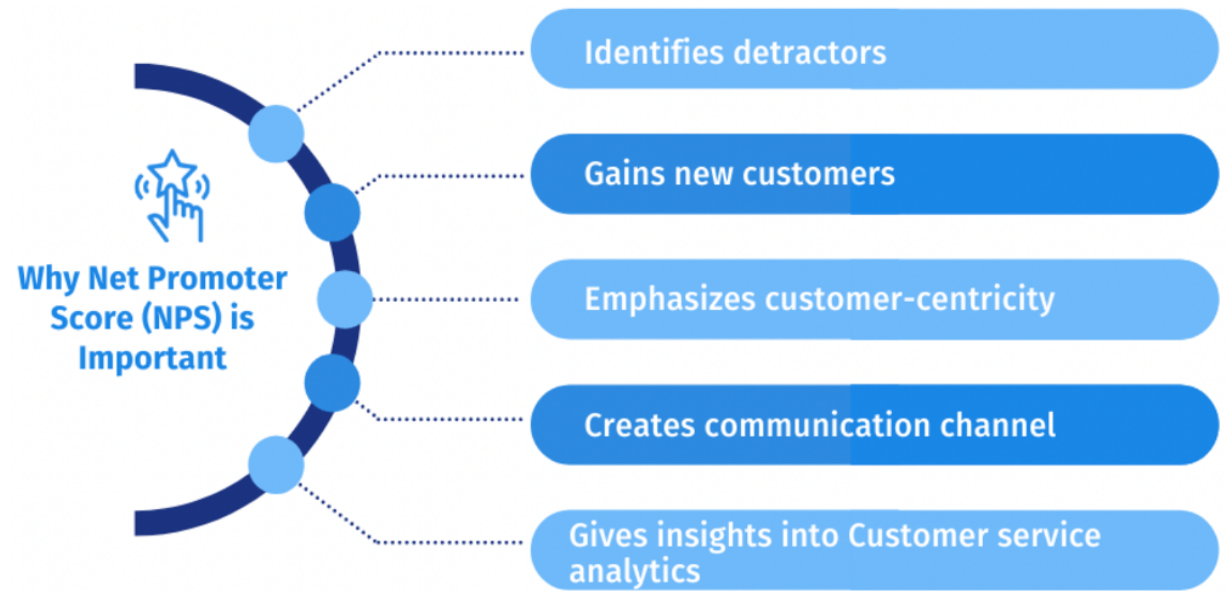 Identifies detractors
Gains new customers
Why Net Promoter
Score (NPS) is
Important
Emphasizes customer-centricity
Creates communication channel
Gives insights into Customer service
analytics